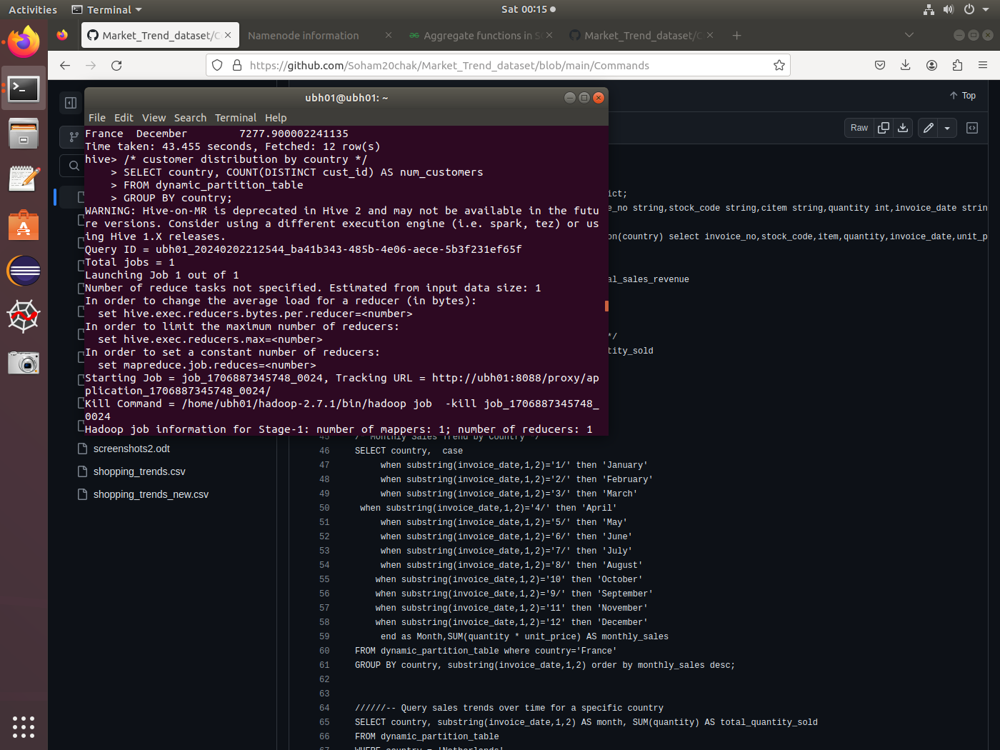 Activities
Terminal
Sat 00:15
Market_Trend_dataset/C
Namenode information
Aggregate functions in S
Market_Trend_dataset/C
https://github.com/Soham20chak/Market_Trend_dataset/blob/main/Commands
Top
Raw
ubh01@ubh01: ~
File Edit View Search Terminal Help
France  December        7277.900002241135
Time taken: 43.455 seconds, Fetched: 12 row(s)
hive> /* customer distribution by country */
    > SELECT country, COUNT(DISTINCT cust_id) AS num_customers
    > FROM dynamic_partition_table
    > GROUP BY country;
WARNING: Hive-on-MR is deprecated in Hive 2 and may not be available in the futu
re versions. Consider using a different execution engine (i.e. spark, tez) or us
ing Hive 1.X releases.
Query ID = ubh01_20240202212544_ba41b343-485b-4e06-aece-5b3f231ef65f
Total jobs = 1
Launching Job 1 out of 1
Number of reduce tasks not specified. Estimated from input data size: 1
In order to change the average load for a reducer (in bytes):
  set hive.exec.reducers.bytes.per.reducer=<number>
In order to limit the maximum number of reducers:
  set hive.exec.reducers.max=<number>
In order to set a constant number of reducers:
  set mapreduce.job.reduces=<number>
Starting Job = job_1706887345748_0024, Tracking URL = http://ubh01:8088/proxy/ap
plication_1706887345748_0024/
Kill Command = /home/ubh01/hadoop-2.7.1/bin/hadoop job  -kill job_1706887345748_
0024
Hadoop job information for Stage-1: number of mappers: 1; number of reducers: 1
ict;
e_no string,stock_code string,citem string,quantity int,invoice_date strin
on(country) select invoice_no,stock_code,item,quantity,invoice_date,unit_p
al_sales_revenue
*/
tity_sold
screenshots2.odt
shopping_trends.csv
shopping_trends_new.csv
45 /* Monthly Sales Trend by Country */
46 SELECT country,  case
47 when substring(invoice_date,1,2)='1/' then 'January'
48 when substring(invoice_date,1,2)='2/' then 'February'
49 when substring(invoice_date,1,2)='3/' then 'March'
50 when substring(invoice_date,1,2)='4/' then 'April'
51 when substring(invoice_date,1,2)='5/' then 'May'
52 when substring(invoice_date,1,2)='6/' then 'June'
53 when substring(invoice_date,1,2)='7/' then 'July'
54 when substring(invoice_date,1,2)='8/' then 'August'
55 when substring(invoice_date,1,2)='10' then 'October'
56 when substring(invoice_date,1,2)='9/' then 'September'
57 when substring(invoice_date,1,2)='11' then 'November'
58 when substring(invoice_date,1,2)='12' then 'December'
59 end as Month,SUM(quantity * unit_price) AS monthly_sales
60 FROM dynamic_partition_table where country='France'
61 GROUP BY country, substring(invoice_date,1,2) order by monthly_sales desc;
62
63
64 //////-- Query sales trends over time for a specific country
65 SELECT country, substring(invoice_date,1,2) AS month, SUM(quantity) AS total_quantity_sold
66 FROM dynamic_partition_table
67 WHERE country = 'Netherlands'